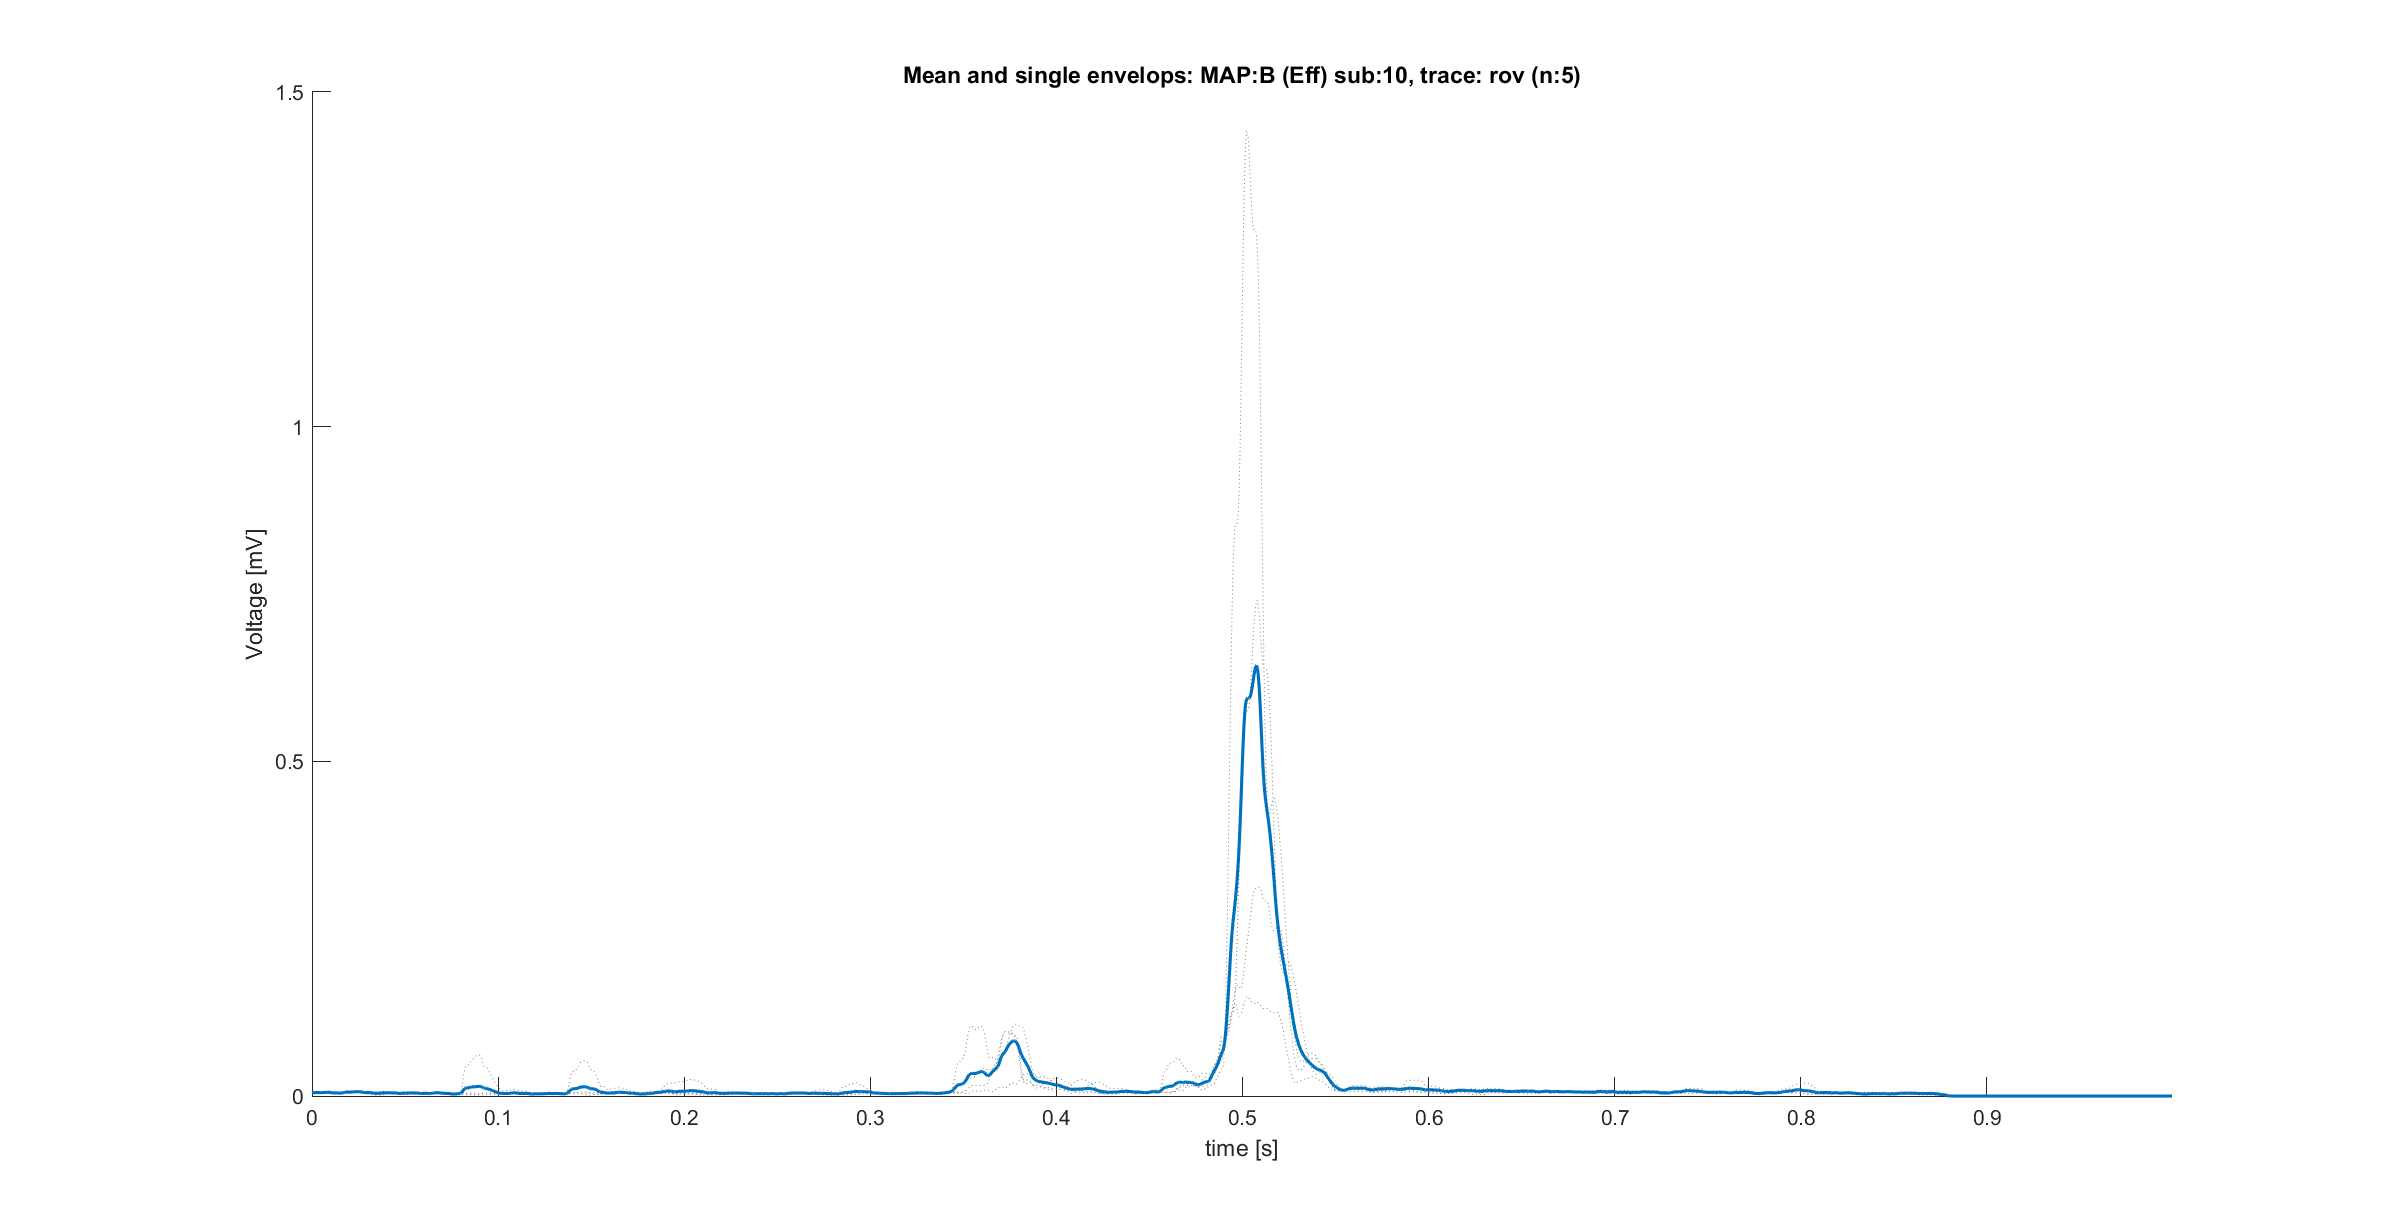 Mean and single envelops: MAP:B (Eff) sub:10, trace: rov (n:5)
1.5
1
0.5
0
Voltage [mV]
0 0.1 0.2 0.3 0.4 0.5 0.6 0.7 0.8 0.9
time [s]